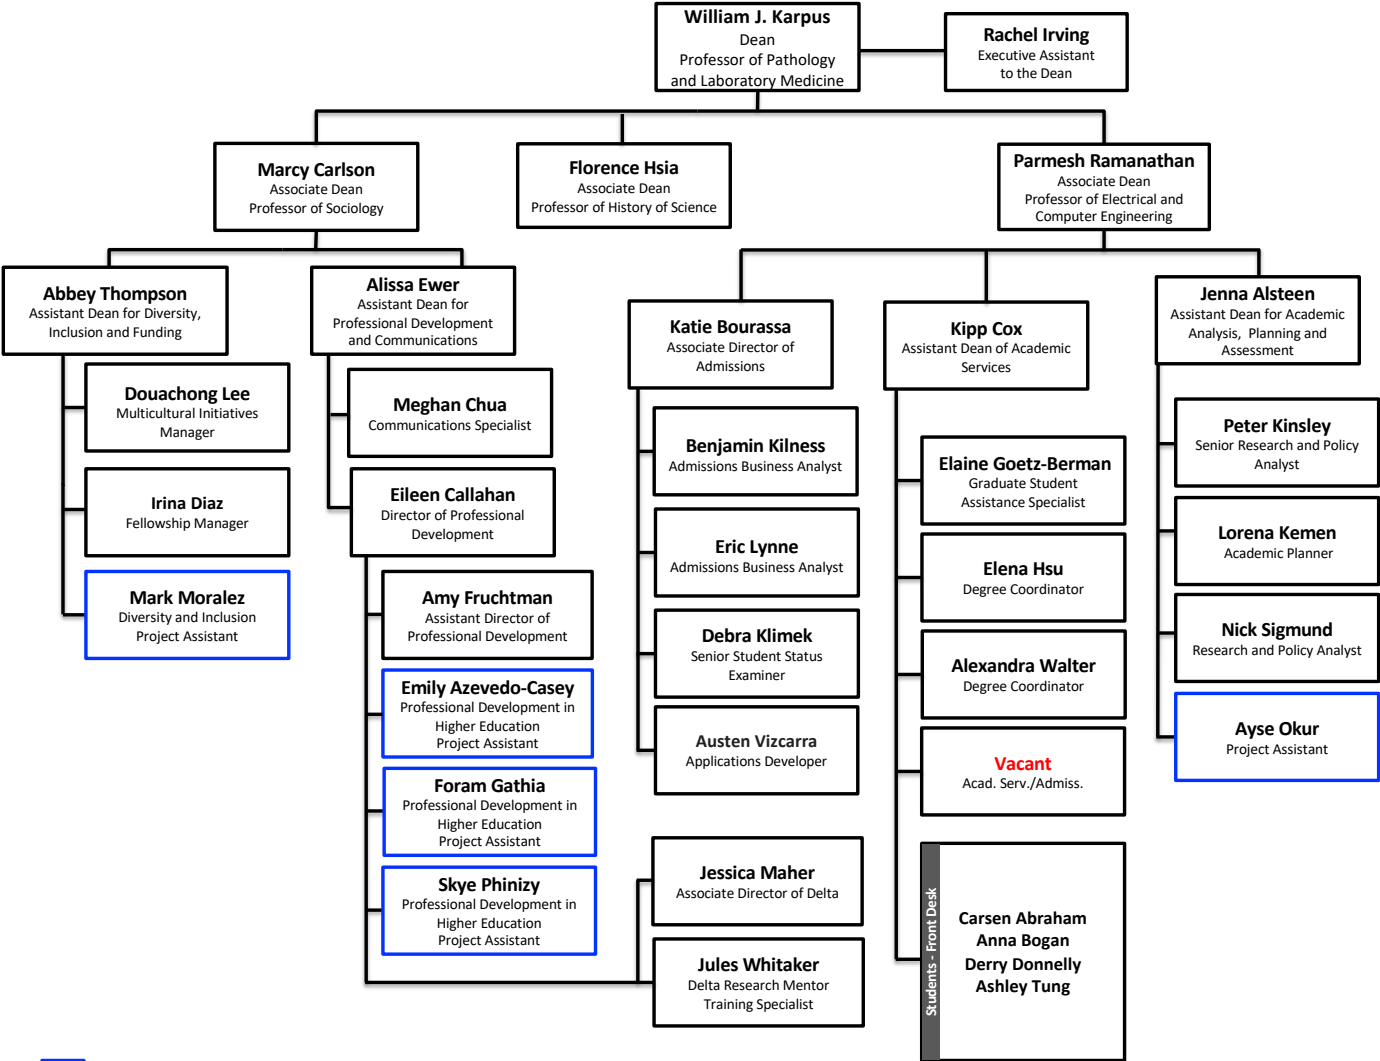 William J. Karpus
Dean
Professor of Pathology
and Laboratory Medicine
Rachel Irving
Executive Assistant
to the Dean
Marcy Carlson
Associate Dean
Professor of Sociology
Florence Hsia
Associate Dean
Professor of History of Science
Parmesh Ramanathan
Associate Dean
Professor of Electrical and
Computer Engineering
Abbey Thompson
Assistant Dean for Diversity,
Inclusion and Funding
Douachong Lee
Multicultural Initiatives
Manager
Irina Diaz
Fellowship Manager
Mark Moralez
Diversity and Inclusion
Project Assistant
Alissa Ewer
Assistant Dean for
Professional Development
and Communications
Meghan Chua
Communications Specialist
Eileen Callahan
Director of Professional
Development
Amy Fruchtman
Assistant Director of
Professional Development
Emily Azevedo-Casey
Professional Development in
Higher Education
Project Assistant
Foram Gathia
Professional Development in
Higher Education
Project Assistant
Skye Phinizy
Professional Development in
Higher Education
Project Assistant
Jessica Maher
Associate Director of Delta
Jules Whitaker
Delta Research Mentor
Training Specialist
Katie Bourassa
Associate Director of
Admissions
Benjamin Kilness
Admissions Business Analyst
Eric Lynne
Admissions Business Analyst
Debra Klimek
Senior Student Status
Examiner
Austen Vizcarra
Applications Developer
Kipp Cox
Assistant Dean of Academic
Services
Elaine Goetz-Berman
Graduate Student
Assistance Specialist
Elena Hsu
Degree Coordinator
Alexandra Walter
Degree Coordinator
Vacant
Acad. Serv./Admiss.
Students - Front Desk
Carsen Abraham
Anna Bogan
Derry Donnelly
Ashley Tung
Jenna Alsteen
Assistant Dean for Academic
Analysis, Planning and
Assessment
Peter Kinsley
Senior Research and Policy
Analyst
Lorena Kemen
Academic Planner
Nick Sigmund
Research and Policy Analyst
Ayse Okur
Project Assistant